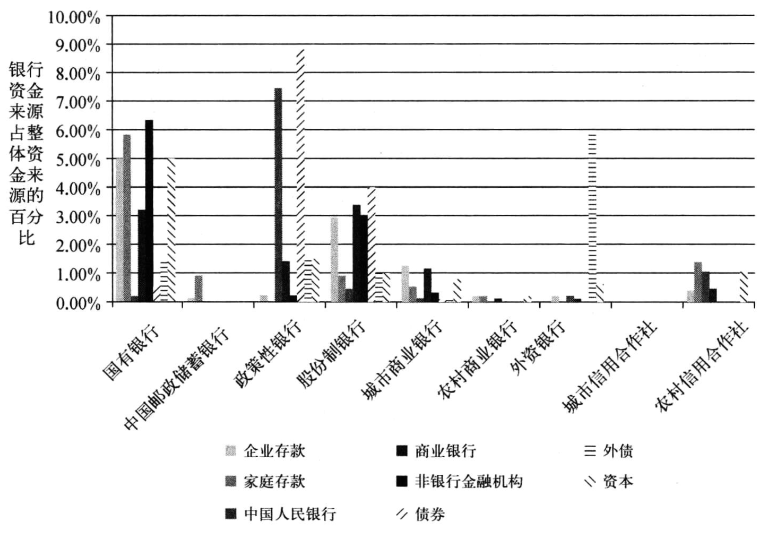 10.00%
9.00%
8.00%
7.00%
6.00%
5.00%
4.00%
3.00%
2.00%
1.00%
0.00%
银行
资金
来源
占整
体资
金来
源的
百分
比
国有银行
中国邮政储蓄银行
政策性银行
股份制银行
城市商业银行
农村商业银行
外资银行
城市信用合作社
农村信用合作社
企业存款 商业银行 外债
家庭存款 非银行金融机构 资本
中国人民银行 债券